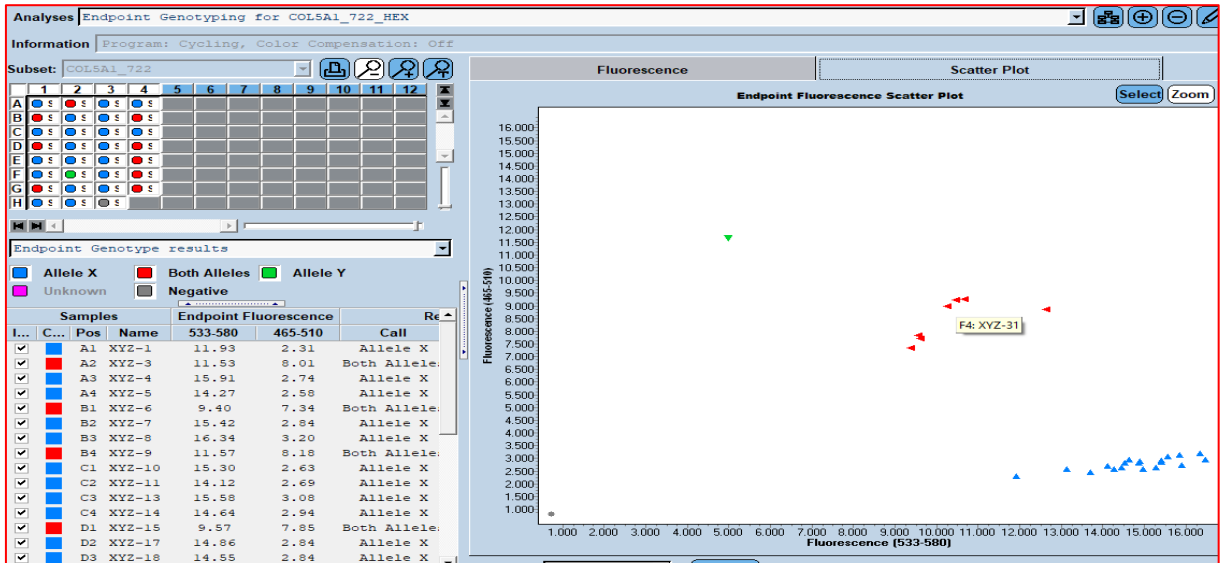 Analyses Endpoint Genotyping for COL5A1_722_HEX
Information Program: Cycling, Color Compensation: Off
Subset: COL5A1_722
1 2 3 4 5 6 7 8 9 10 11 12
A S S S S
B S S S S
C S S S S
D S S S S
E S S S S
F S S S S
G S S S S
H S S S
Endpoint Genotype results
Allele X Both Alleles Allele Y
Unknown Negative
Samples Endpoint Fluorescence Re
I... C... Pos Name 533-580 465-510 Call
A1 XYZ-1 11.93 2.31 Allele X
A2 XYZ-3 11.53 8.01 Both Allele
A3 XYZ-4 15.91 2.74 Allele X
A4 XYZ-5 14.27 2.58 Allele X
B1 XYZ-6 9.40 7.34 Both Allele
B2 XYZ-7 15.42 2.84 Allele X
B3 XYZ-8 16.34 3.20 Allele X
B4 XYZ-9 11.57 8.18 Both Allele
C1 XYZ-10 15.30 2.63 Allele X
C2 XYZ-11 14.12 2.69 Allele X
C3 XYZ-13 15.58 3.08 Allele X
C4 XYZ-14 14.64 2.94 Allele X
D1 XYZ-15 9.57 7.85 Both Allele
D2 XYZ-17 14.86 2.84 Allele X
D3 XYZ-18 14.55 2.84 Allele X
Fluorescence Scatter Plot
Endpoint Fluorescence Scatter Plot
Select Zoom
16.000
15.500
15.000
14.500
14.000
13.500
13.000
12.500
12.000
11.500
11.000
10.500
10.000
9.500
9.000
8.500
8.000
7.500
7.000
6.500
6.000
5.500
5.000
4.500
4.000
3.500
3.000
2.500
2.000
1.500
1.000
Fluorescence (465-510)
F4: XYZ-31
1.000 2.000 3.000 4.000 5.000 6.000 7.000 8.000 9.000 10.000 11.000 12.000 13.000 14.000 15.000 16.000
Fluorescence (533-580)